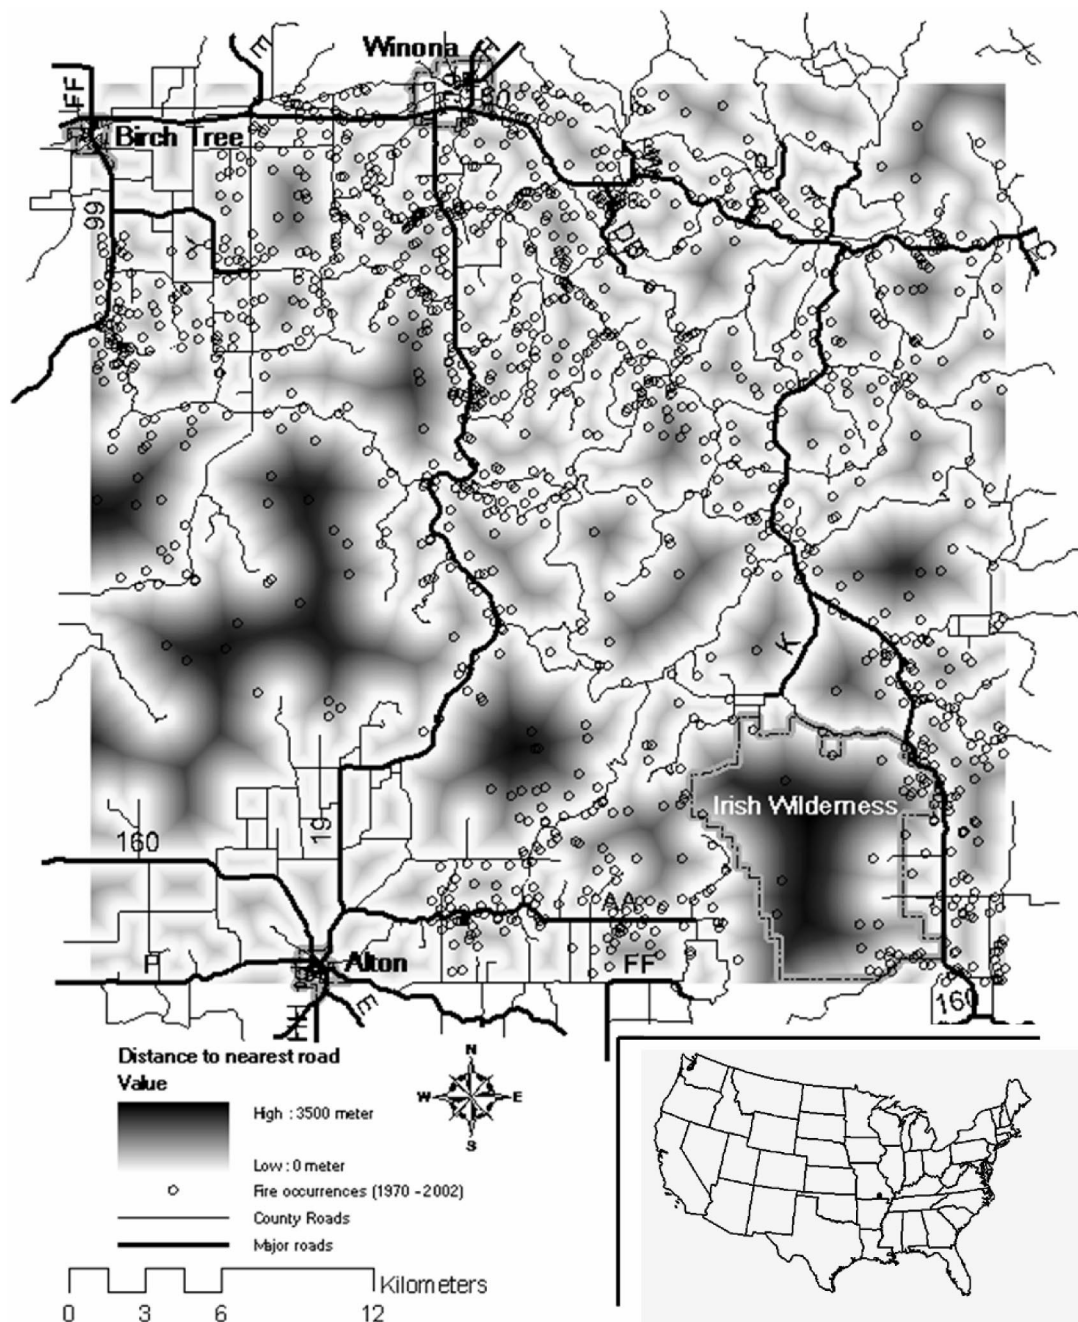 Winona
E
FF
Birch Tree
99
DD
C
K
Irish Wilderness
160
19
AA
Alton
FF
E
HH
160
Distance to nearest road
Value
High : 3500 meter
Low : 0 meter
Fire occurrences (1970 - 2002)
County Roads
Major roads
N
W E
S
Kilometers
0 3 6 12